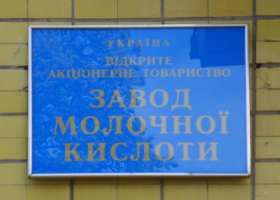 УКРАЇНА
ВІДКРИТЕ
АКЦІОНЕРНЕ ТОВАРИСТВО
ЗАВОД
МОЛОЧНОЇ
КИСЛОТИ